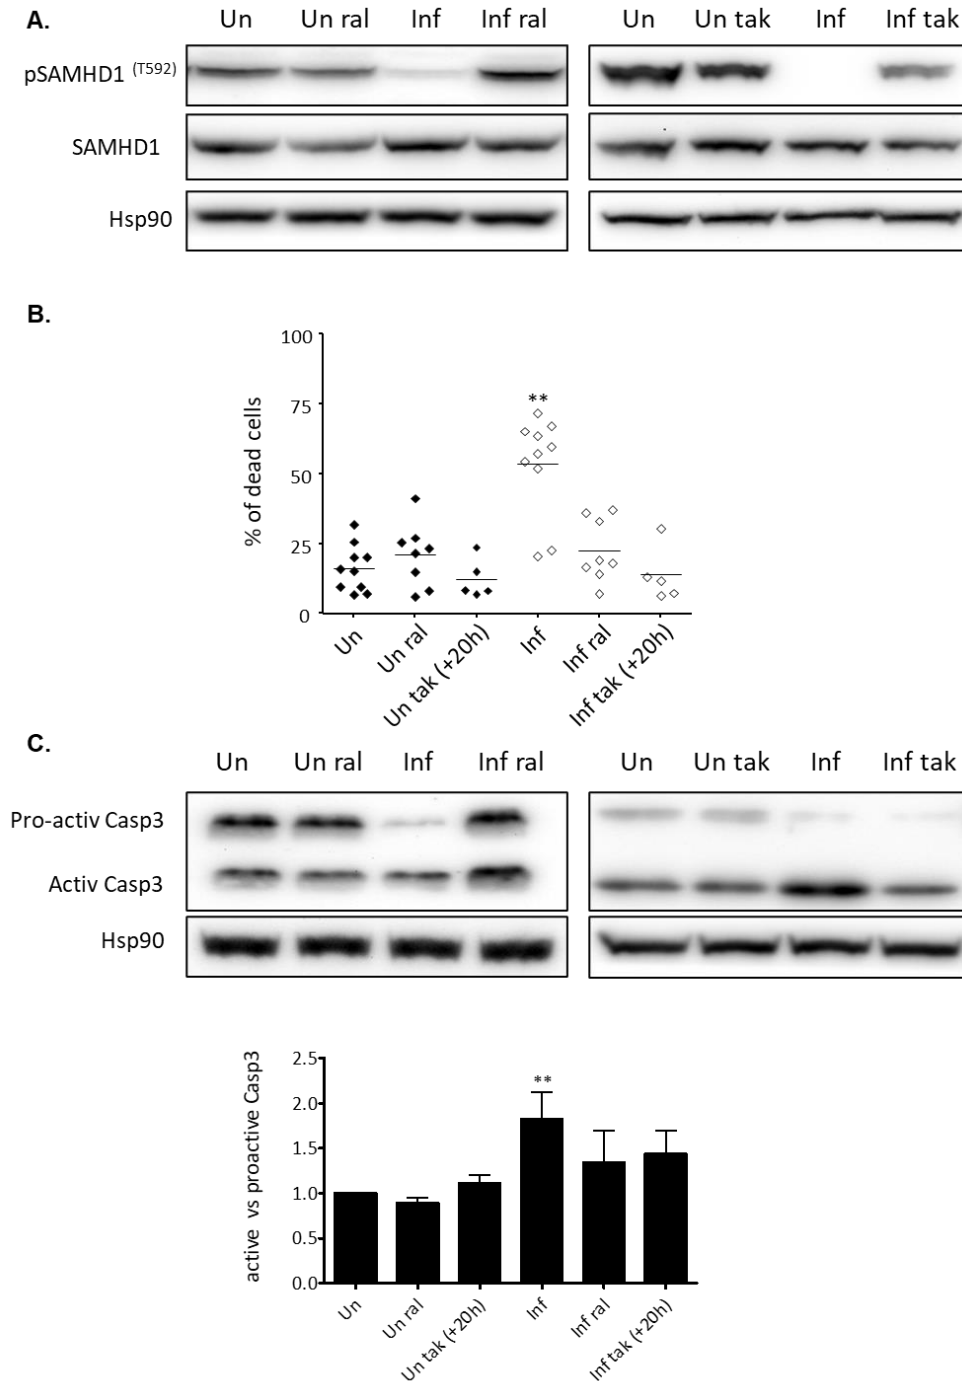 A.
Un Un ral Inf Inf ral Un Un tak Inf Inf tak
pSAMHD1 (T592)
SAMHD1
Hsp90
B.
100
75
50
25
0
% of dead cells
**
Un Un ral Un tak (+20h) Inf Inf ral Inf tak (+20h)
C.
Un Un ral Inf Inf ral Un Un tak Inf Inf tak
Pro-activ Casp3
Activ Casp3
Hsp90
2.5
2.0
1.5
1.0
0.5
0.0
active vs proactive Casp3
**
Un Un ral Un tak (+20h) Inf Inf ral Inf tak (+20h)